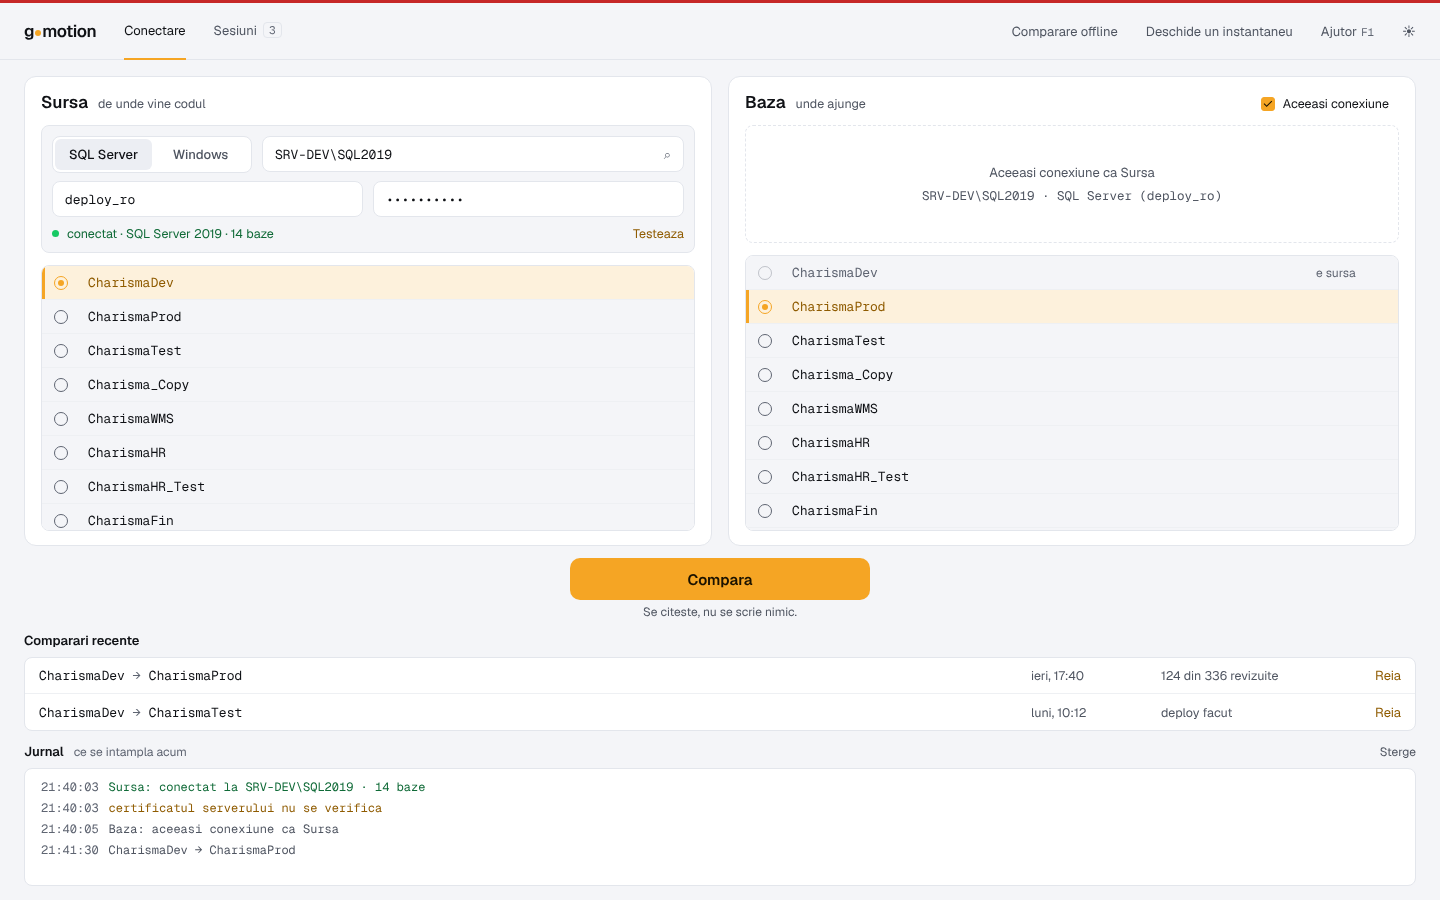 g•motion Conectare Sesiuni 3 Comparare offline Deschide un instantaneu Ajutor F1
Sursa de unde vine codul
SQL Server Windows SRV-DEV\SQL2019
deploy_ro ••••••••••
conectat · SQL Server 2019 · 14 baze Testeaza
CharismaDev
CharismaProd
CharismaTest
Charisma_Copy
CharismaWMS
CharismaHR
CharismaHR_Test
CharismaFin
Baza unde ajunge Aceeasi conexiune
Aceeasi conexiune ca Sursa
SRV-DEV\SQL2019 · SQL Server (deploy_ro)
CharismaDev e sursa
CharismaProd
CharismaTest
Charisma_Copy
CharismaWMS
CharismaHR
CharismaHR_Test
CharismaFin
Compara
Se citeste, nu se scrie nimic.
Comparari recente
CharismaDev → CharismaProd ieri, 17:40 124 din 336 revizuite Reia
CharismaDev → CharismaTest luni, 10:12 deploy facut Reia
Jurnal ce se intampla acum Sterge
21:40:03 Sursa: conectat la SRV-DEV\SQL2019 · 14 baze
21:40:03 certificatul serverului nu se verifica
21:40:05 Baza: aceeasi conexiune ca Sursa
21:41:30 CharismaDev → CharismaProd